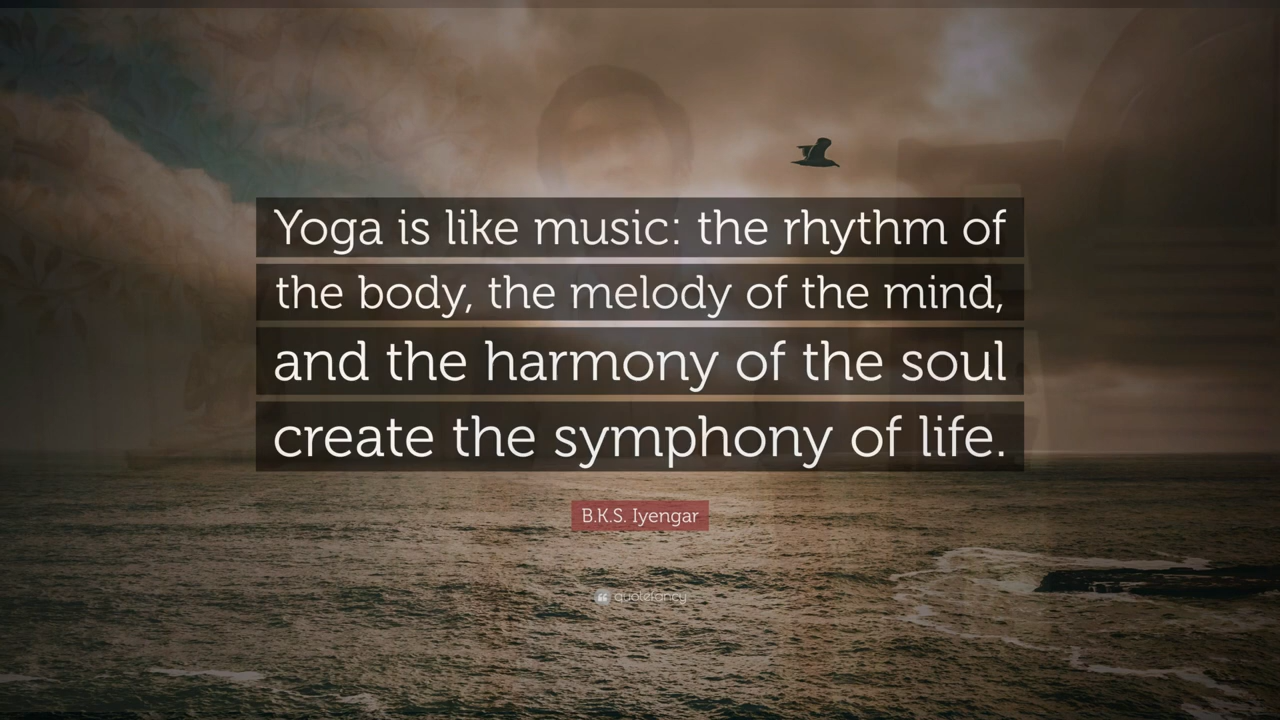 Yoga is like music: the rhythm of
the body, the melody of the mind,
and the harmony of the soul
create the symphony of life.
B.K.S. Iyengar
quotefancy